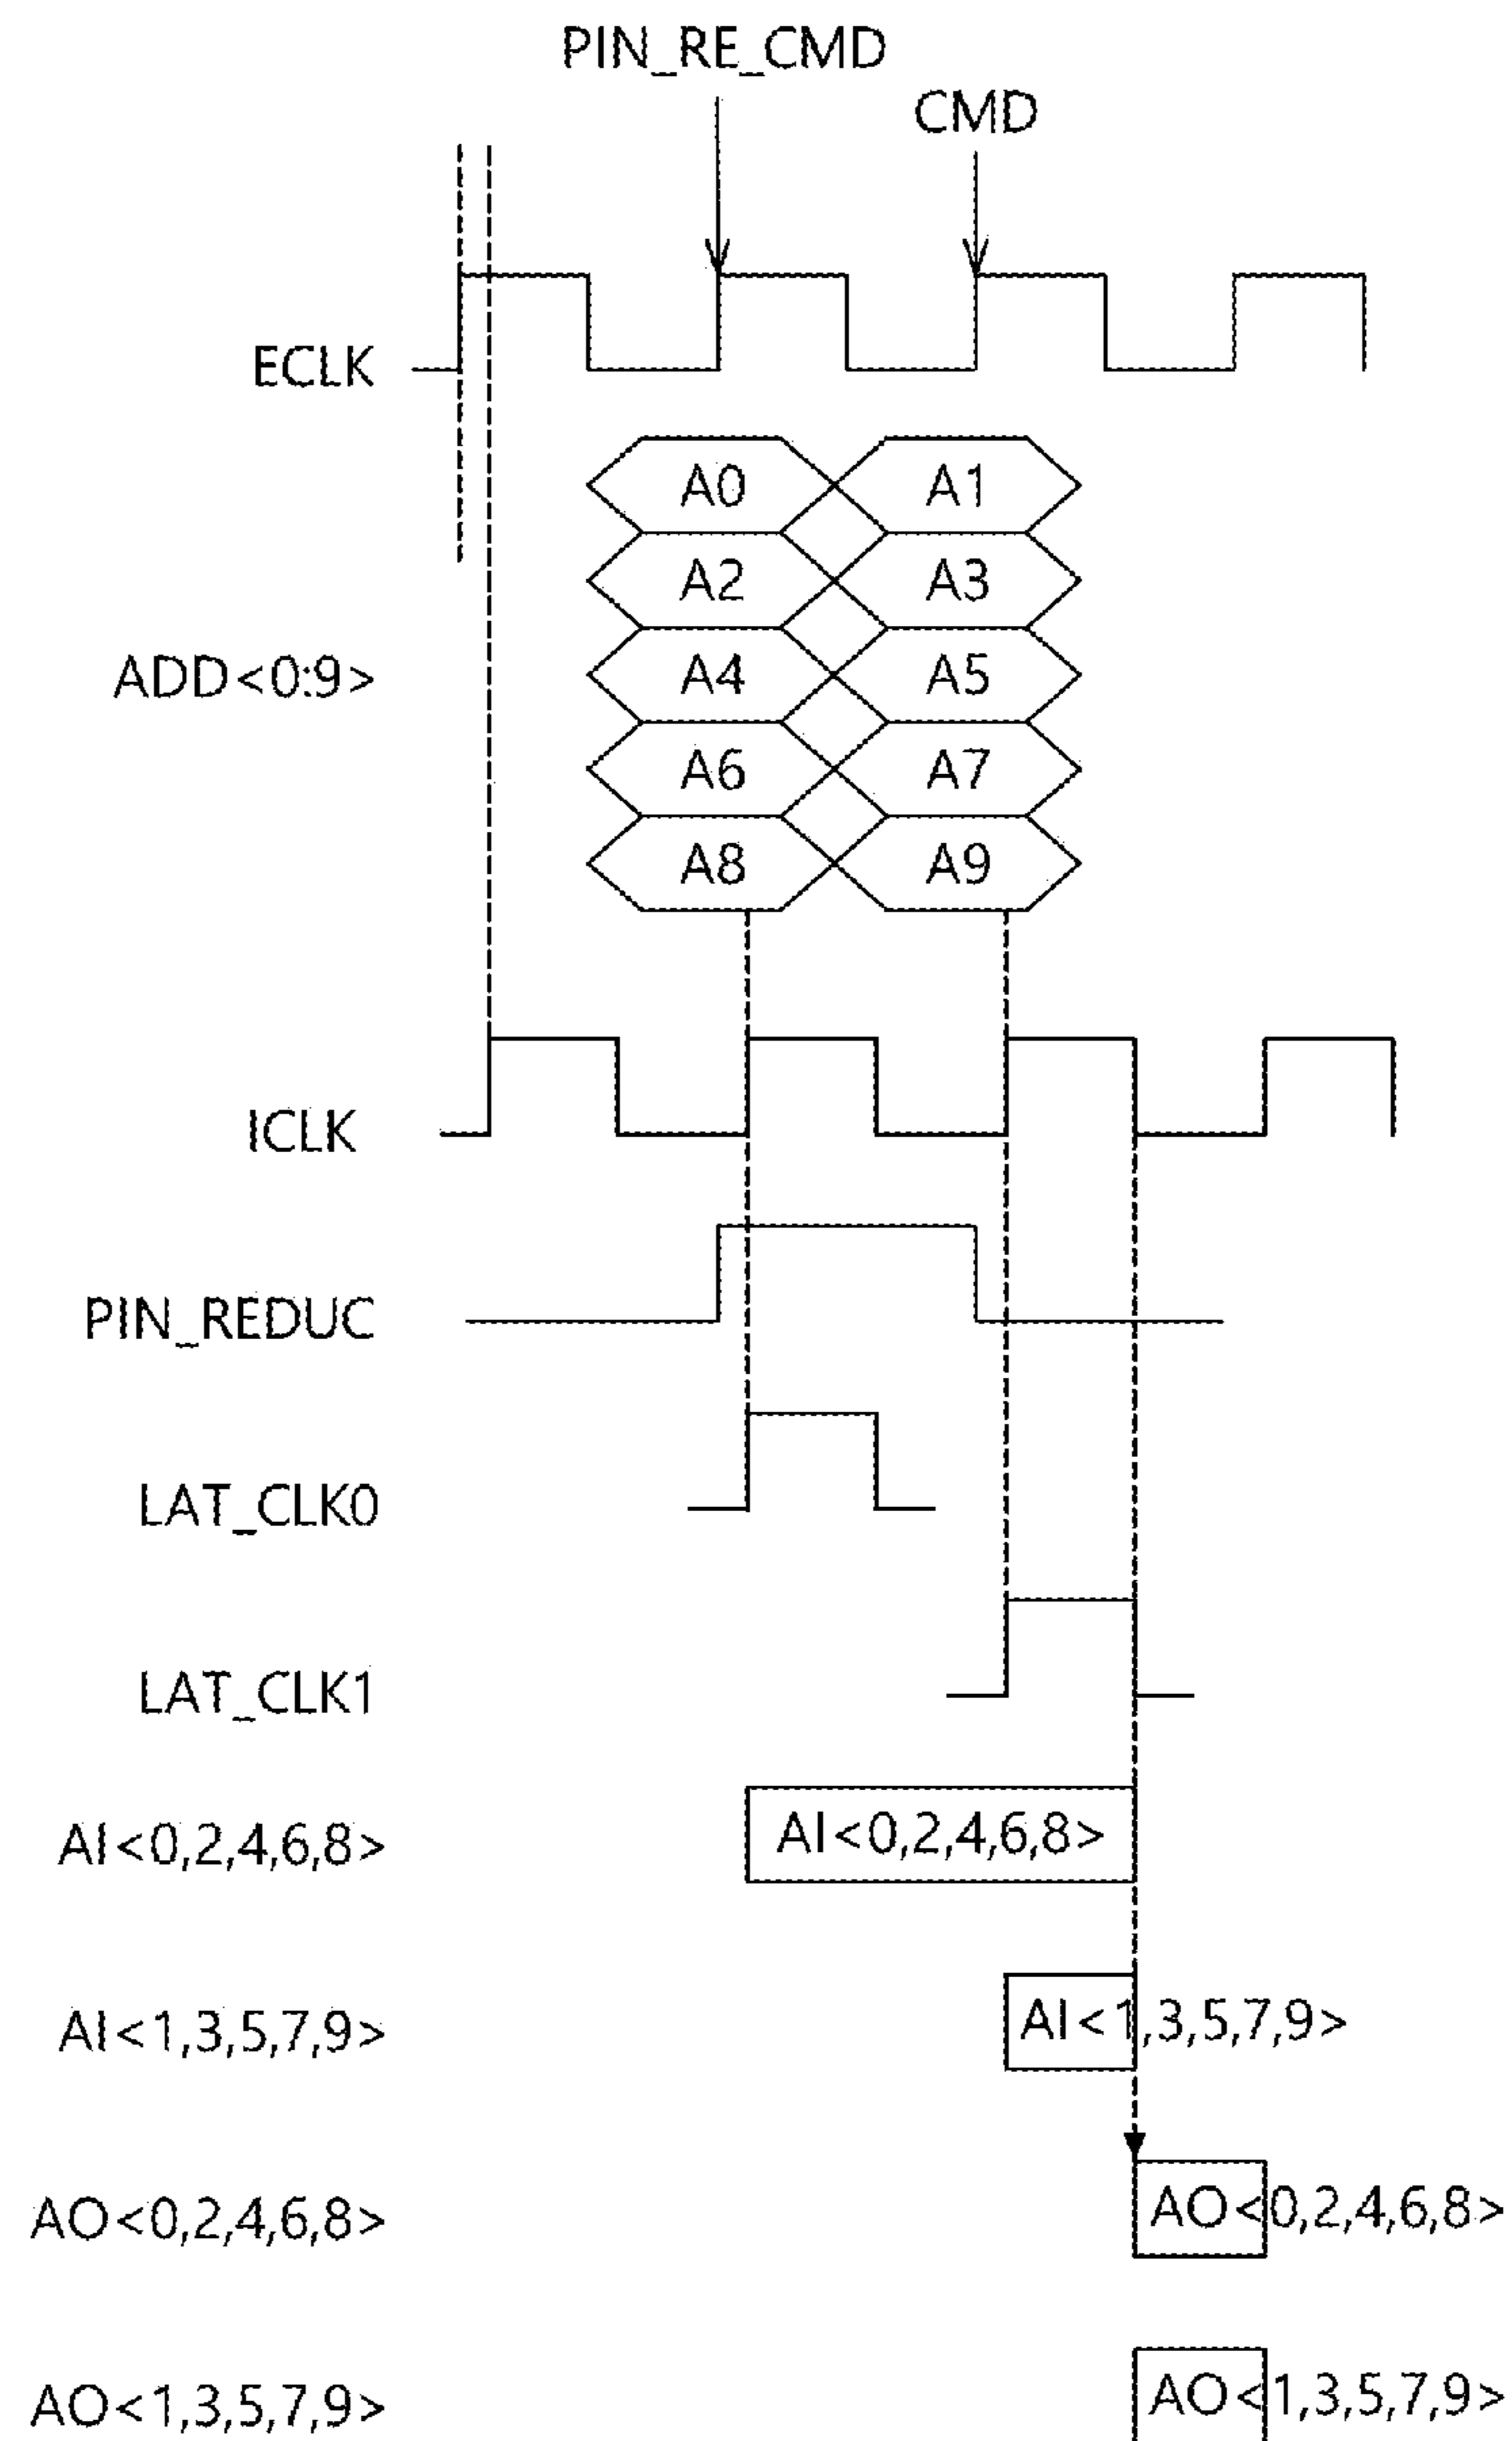 PIN_RE_CMD
CMD
ECLK
A0 A1
A2 A3
ADD<0:9> A4 A5
A6 A7
A8 A9
ICLK
PIN_REDUC
LAT_CLK0
LAT_CLK1
AI<0,2,4,6,8> AI<0,2,4,6,8>
AI<1,3,5,7,9> AI<1,3,5,7,9>
AO<0,2,4,6,8> AO<0,2,4,6,8>
AO<1,3,5,7,9> AO<1,3,5,7,9>